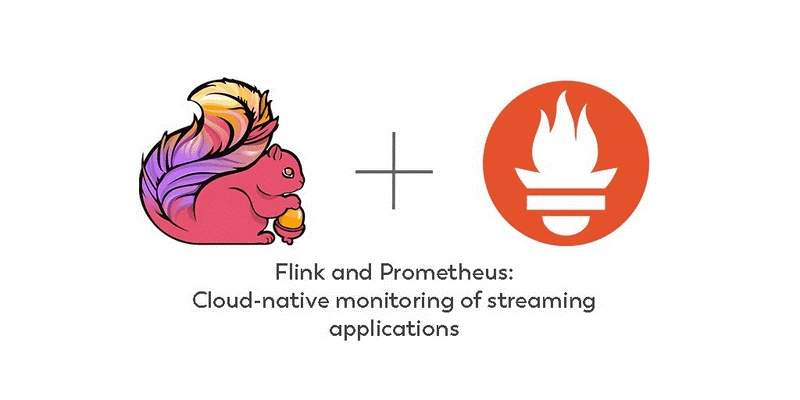 Flink and Prometheus:
Cloud-native monitoring of streaming
applications